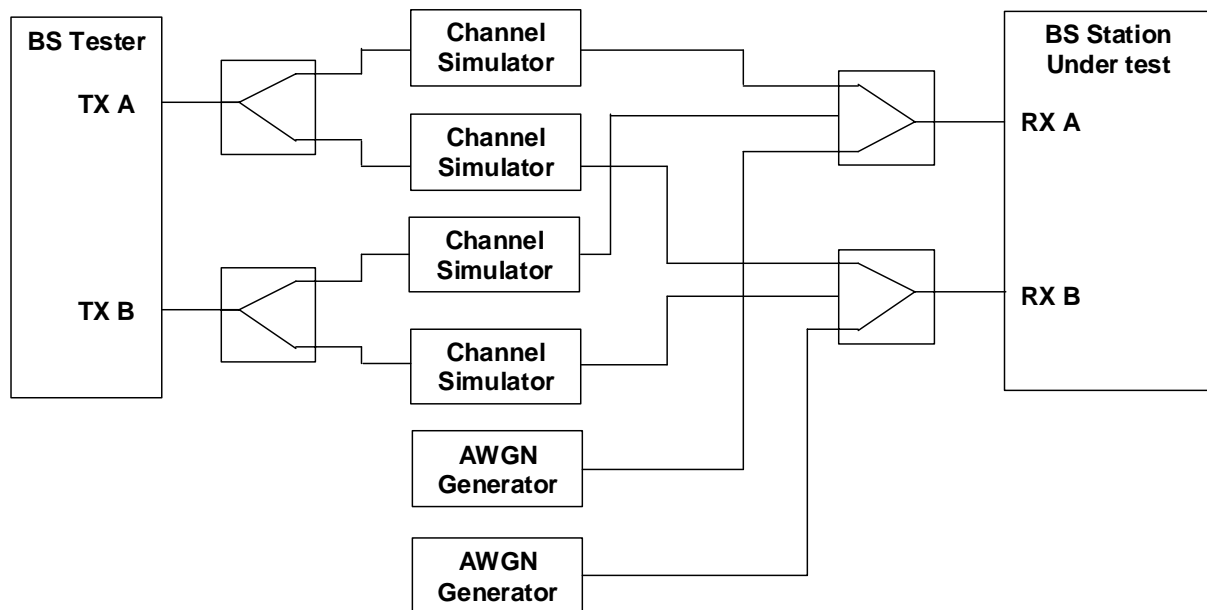 BS Tester
TX A
TX B
Channel
Simulator
Channel
Simulator
Channel
Simulator
Channel
Simulator
AWGN
Generator
AWGN
Generator
BS Station
Under test
RX A
RX B